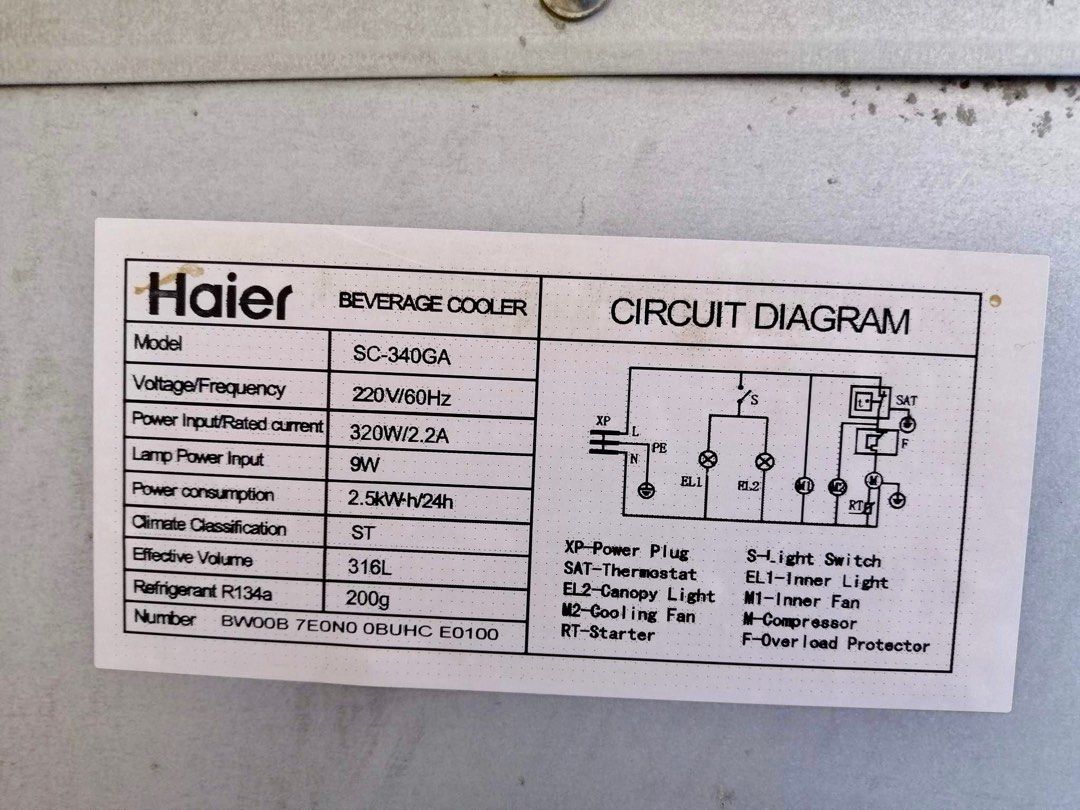 Haier BEVERAGE COOLER
Model SC-340GA
Voltage/Frequency 220V/60Hz
Power Input/Rated current 320W/2.2A
Lamp Power Input 9W
Power consumption 2.5kW·h/24h
Climate Classification ST
Effective Volume 316L
Refrigerant R134a 200g
Number BW00B 7E0N0 0BUHC E0100
CIRCUIT DIAGRAM
S
t° SAT
XP
L
PE
N
F
EL1
EL2
M1
M2
M
RT
XP-Power Plug
SAT-Thermostat
EL2-Canopy Light
M2-Cooling Fan
RT-Starter
S-Light Switch
EL1-Inner Light
M1-Inner Fan
M-Compressor
F-Overload Protector